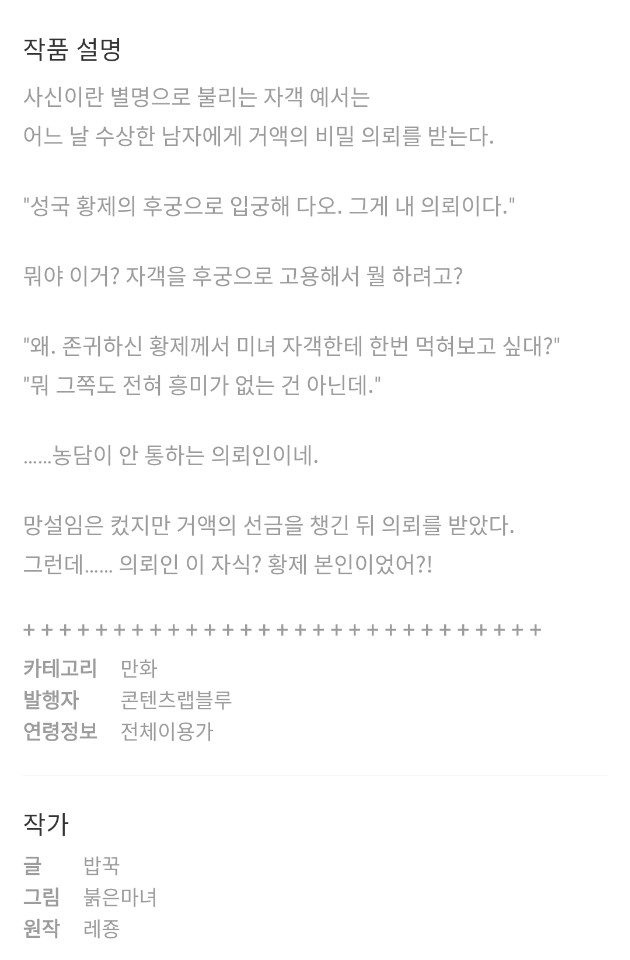 작품 설명
사신이란 별명으로 불리는 자객 예서는
어느 날 수상한 남자에게 거액의 비밀 의뢰를 받는다.
"성국 황제의 후궁으로 입궁해 다오. 그게 내 의뢰이다."
뭐야 이거? 자객을 후궁으로 고용해서 뭘 하려고?
"왜. 존귀하신 황제께서 미녀 자객한테 한번 먹혀보고 싶대?"
"뭐 그쪽도 전혀 흥미가 없는 건 아닌데."
......농담이 안 통하는 의뢰인이네.
망설임은 컸지만 거액의 선금을 챙긴 뒤 의뢰를 받았다.
그런데...... 의뢰인 이 자식? 황제 본인이었어?!
+ + + + + + + + + + + + + + + + + + + + + + + + + + + + +
카테고리 만화
발행자 콘텐츠랩블루
연령정보 전체이용가
작가
글 밥꾹
그림 붉은마녀
원작 레죵